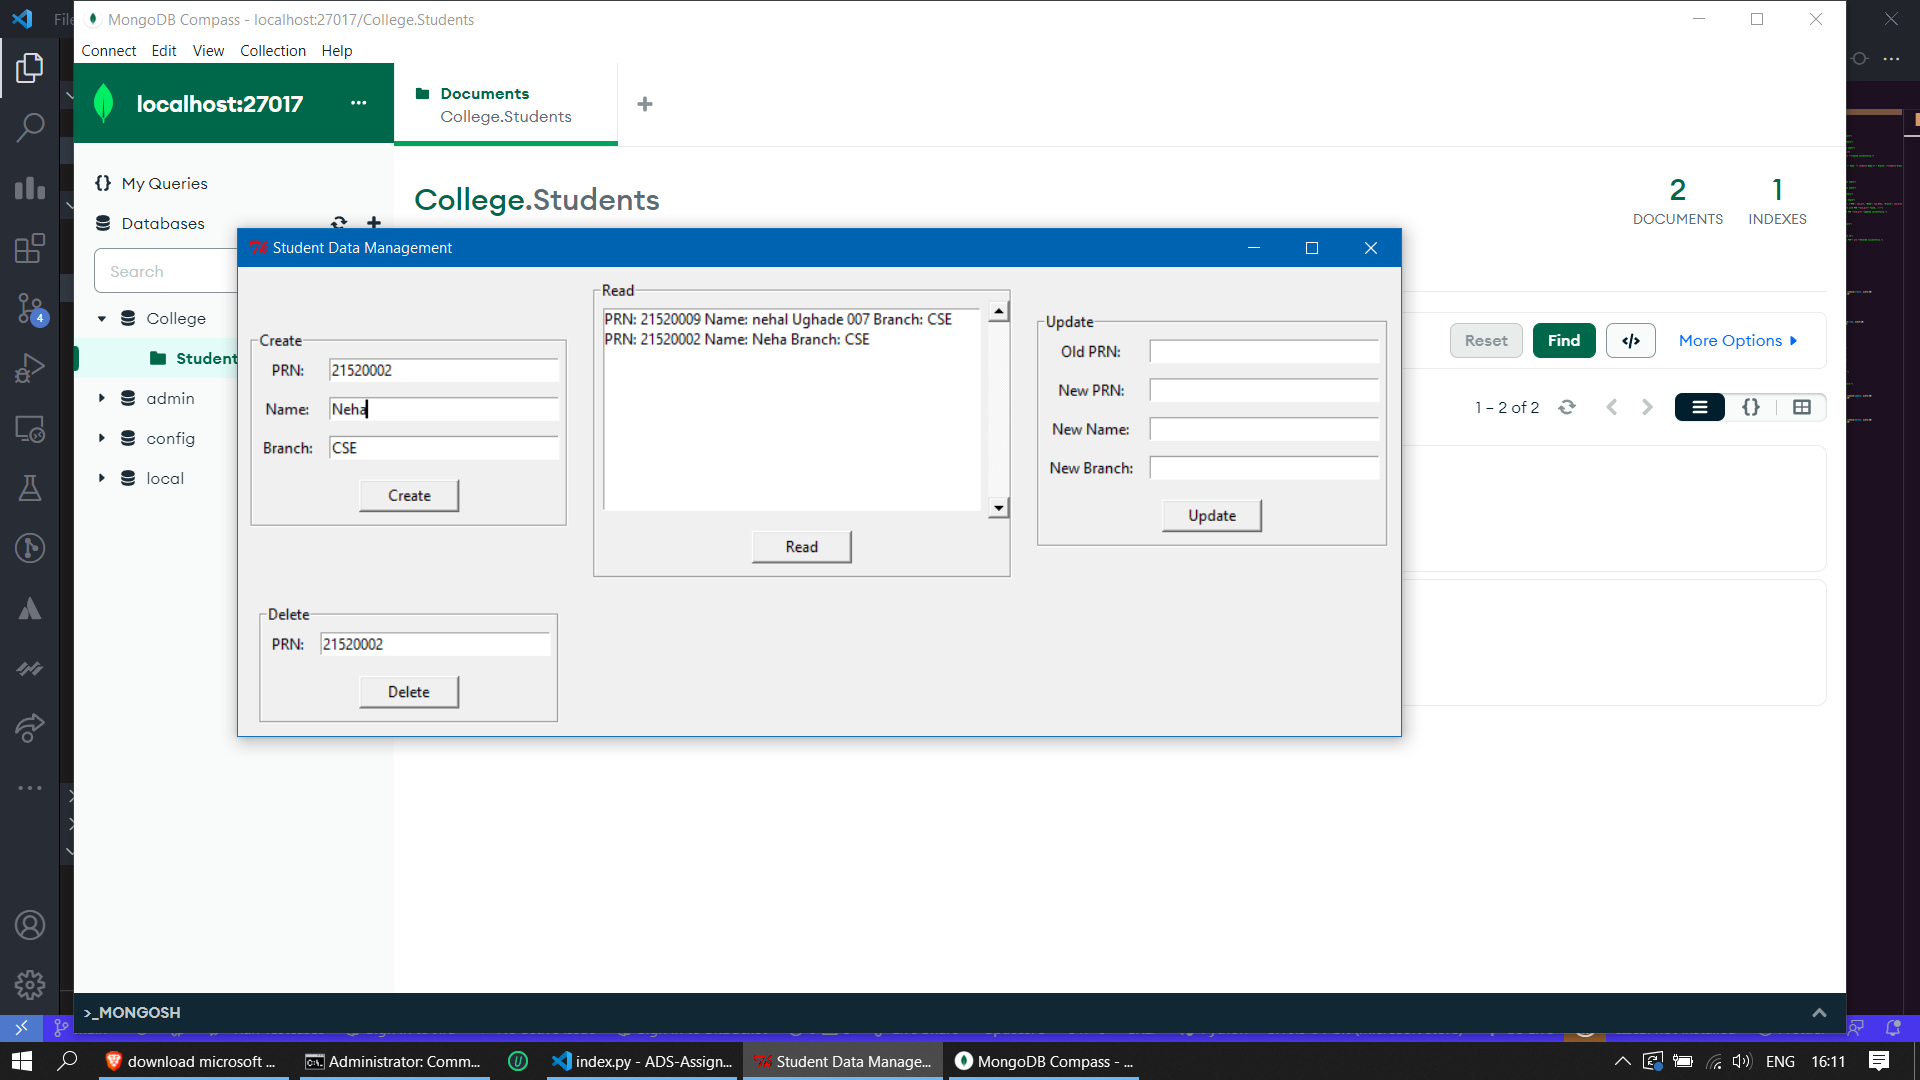 File
MongoDB Compass - localhost:27017/College.Students
Connect Edit View Collection Help
localhost:27017
Documents
College.Students
My Queries
Databases
Search
College
Student
admin
config
local
College.Students
2
DOCUMENTS
1
INDEXES
Reset
Find
</>
More Options
1 – 2 of 2
{}
Student Data Management
Create
PRN: 21520002
Name: Neha
Branch: CSE
Create
Read
PRN: 21520009 Name: nehal Ughade 007 Branch: CSE
PRN: 21520002 Name: Neha Branch: CSE
Read
Update
Old PRN:
New PRN:
New Name:
New Branch:
Update
Delete
PRN: 21520002
Delete
4
>_MONGOSH
download microsoft ...
Administrator: Comm...
index.py - ADS-Assign...
Student Data Manage...
MongoDB Compass - ...
ENG
16:11